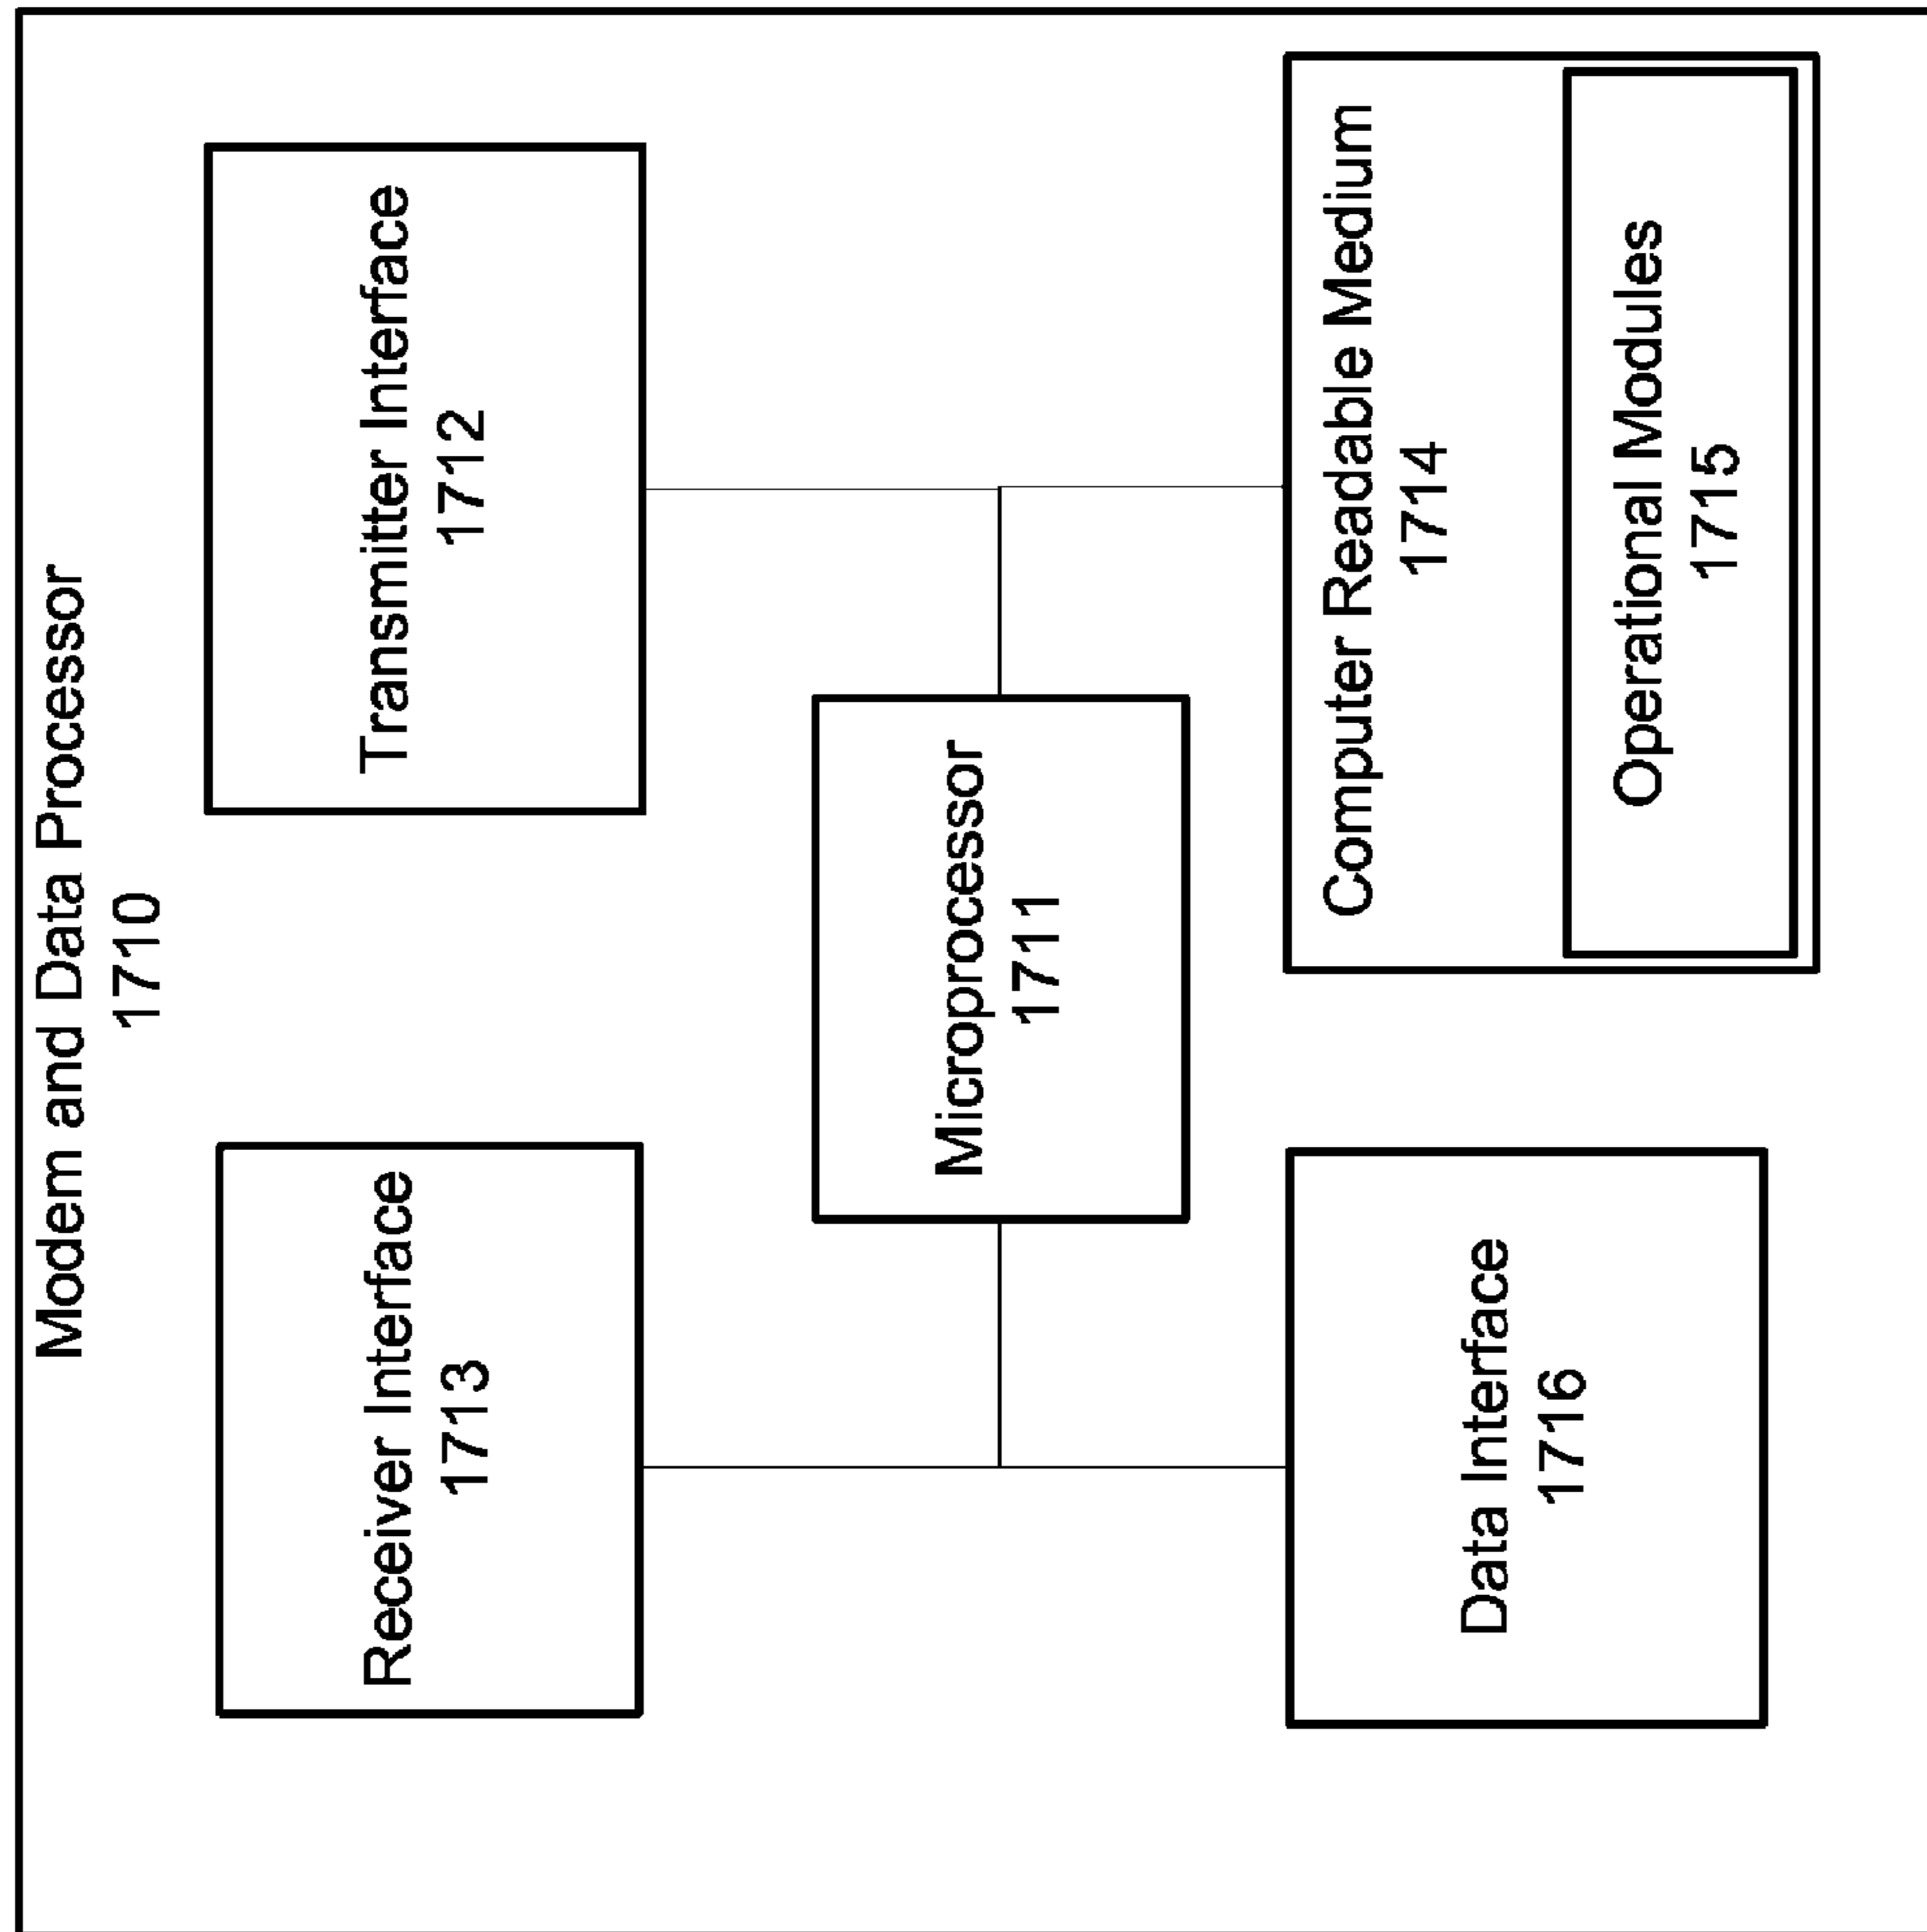 Modem and Data Processor
1710
Receiver Interface
1713
Transmitter Interface
1712
Microprocessor
1711
Data Interface
1716
Computer Readable Medium
1714
Operational Modules
1715